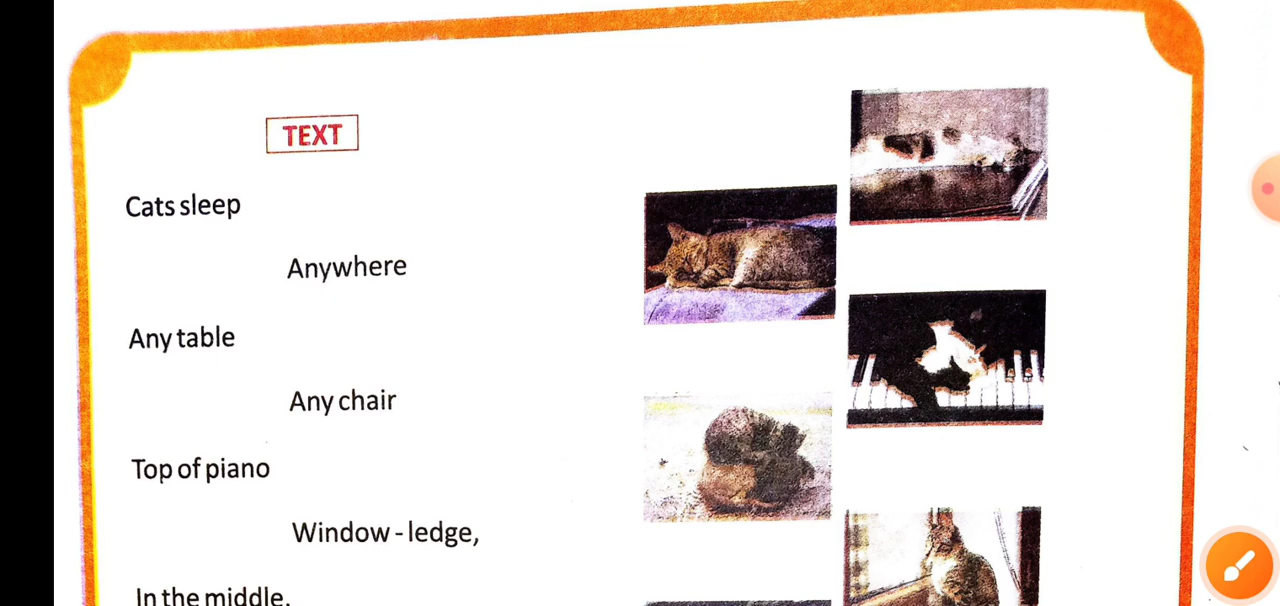 TEXT
Cats sleep
Anywhere
Any table
Any chair
Top of piano
Window - ledge,
In the middle,